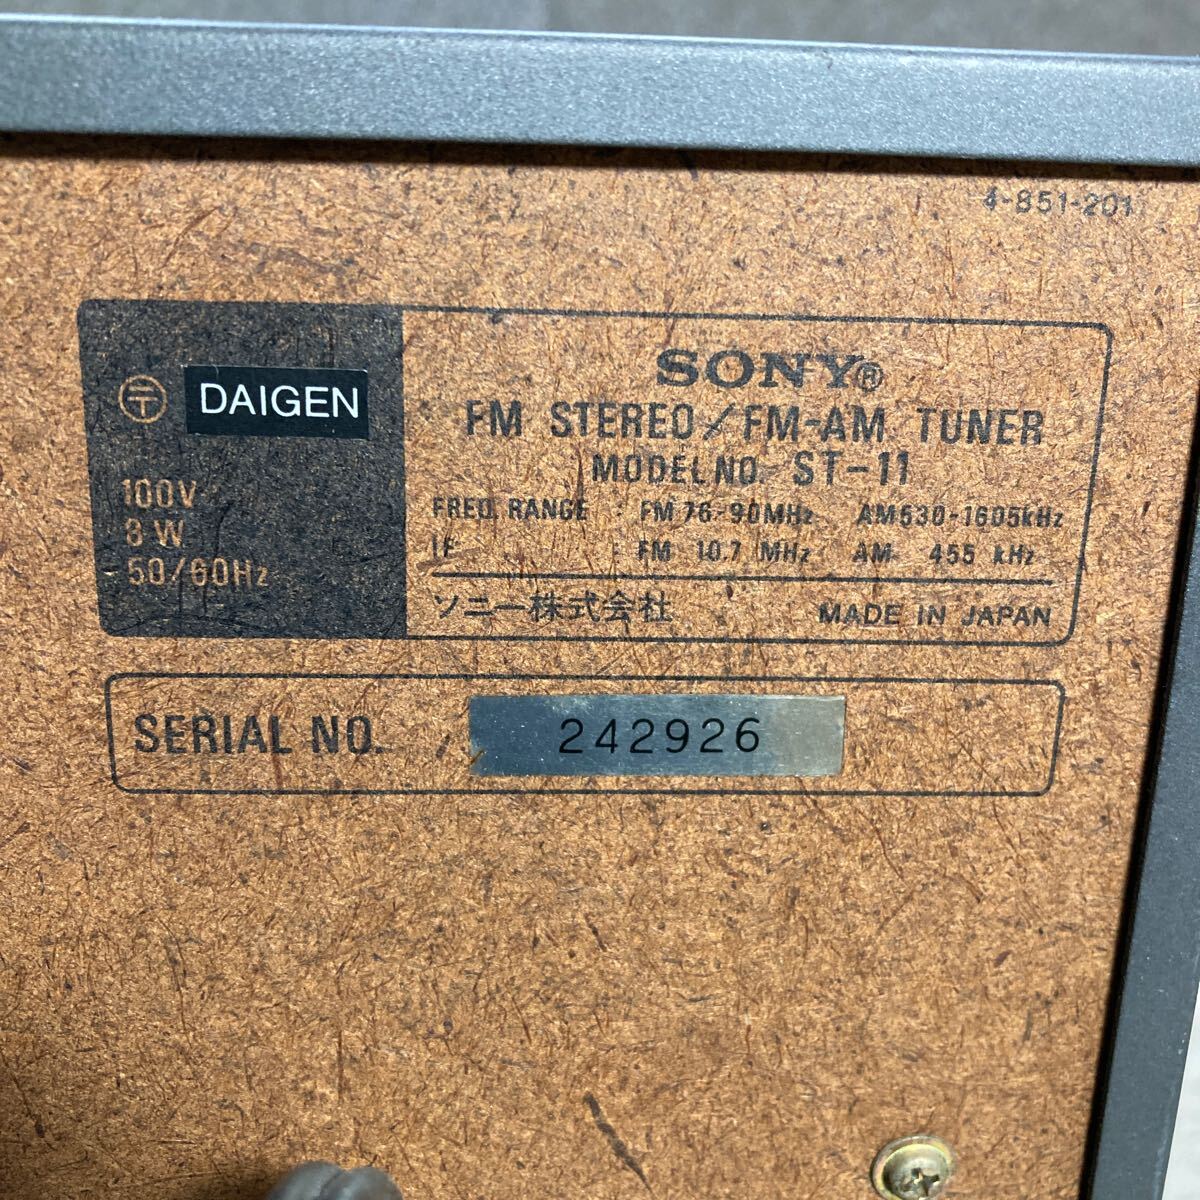 4-851-201
〒 DAIGEN
100V
8W
50/60Hz
SONY®
FM STEREO/FM-AM TUNER
MODEL NO. ST-11
FREQ. RANGE : FM 76-90MHz AM530-1605kHz
IF : FM 10.7 MHz AM 455 kHz
ソニー株式会社 MADE IN JAPAN
SERIAL NO. 242926